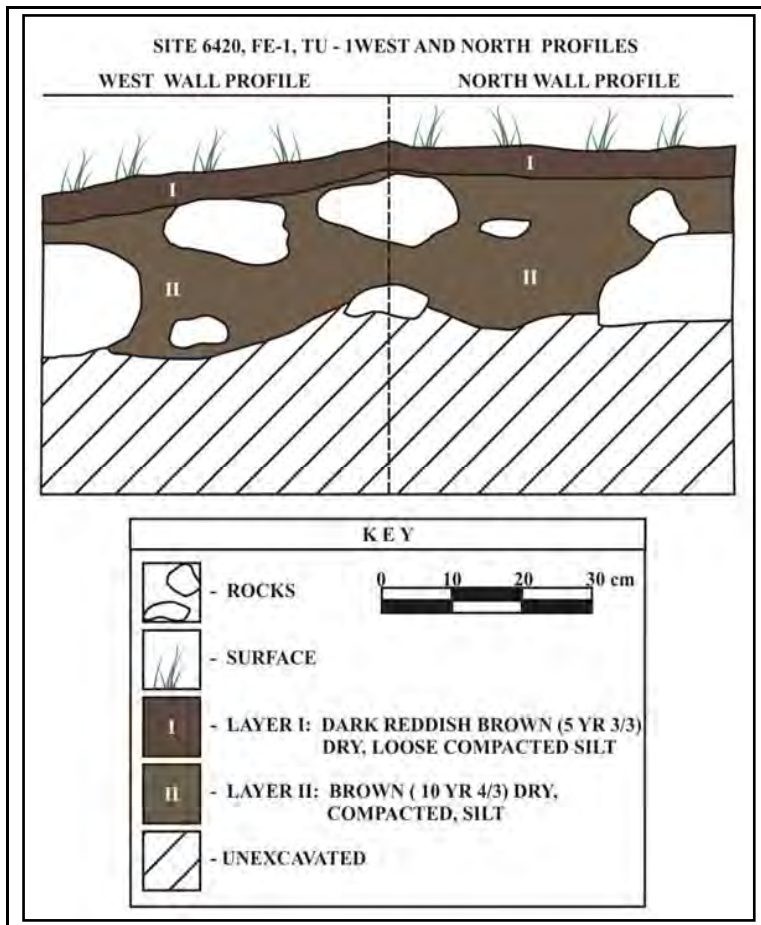 SITE 6420, FE-1, TU - 1WEST AND NORTH PROFILES
WEST WALL PROFILE
NORTH WALL PROFILE
I
I
II
II
KEY
- ROCKS
0 10 20 30 cm
- SURFACE
I - LAYER I: DARK REDDISH BROWN (5 YR 3/3)
DRY, LOOSE COMPACTED SILT
II - LAYER II: BROWN ( 10 YR 4/3) DRY,
COMPACTED, SILT
- UNEXCAVATED